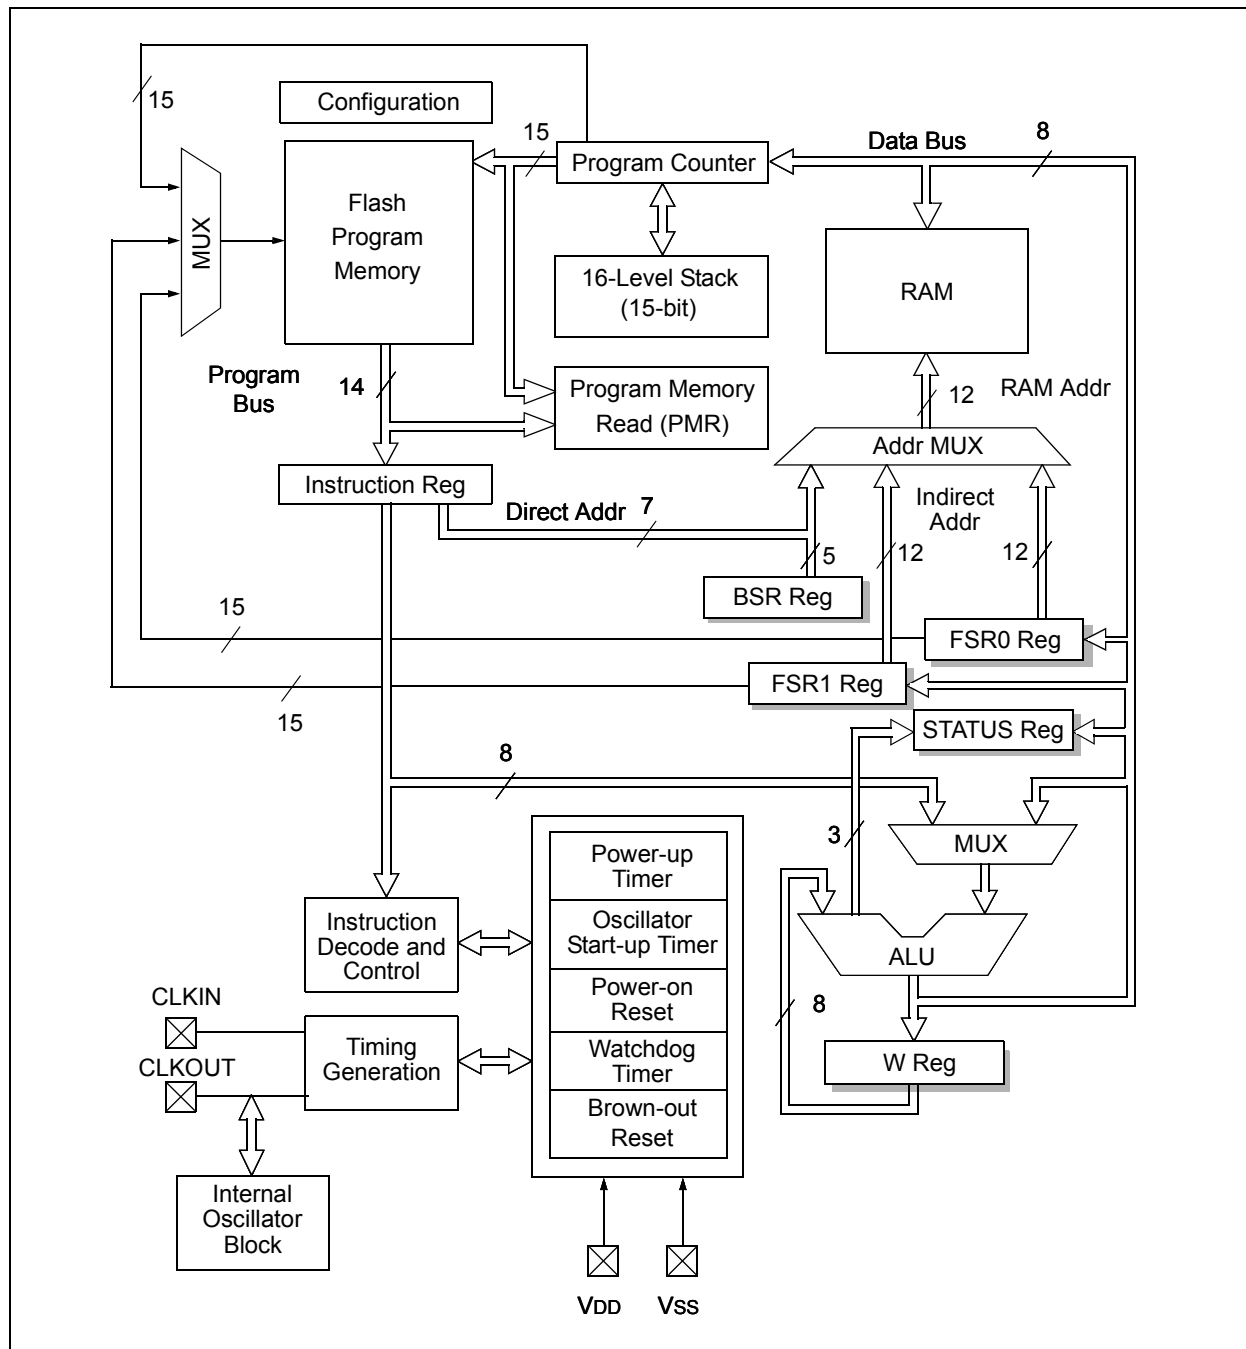 15
Configuration
15
Data Bus
8
Program Counter
MUX
Flash
Program
Memory
16-Level Stack
(15-bit)
RAM
Program
Bus
14
Program Memory
Read (PMR)
12
RAM Addr
Addr MUX
Instruction Reg
Direct Addr
7
Indirect
Addr
5
12
12
BSR Reg
15
FSR0 Reg
FSR1 Reg
15
STATUS Reg
8
3
MUX
Power-up
Timer
Instruction
Decode and
Control
Oscillator
Start-up Timer
ALU
CLKIN
Power-on
Reset
8
CLKOUT
Timing
Generation
Watchdog
Timer
W Reg
Brown-out
Reset
Internal
Oscillator
Block
VDD
VSS